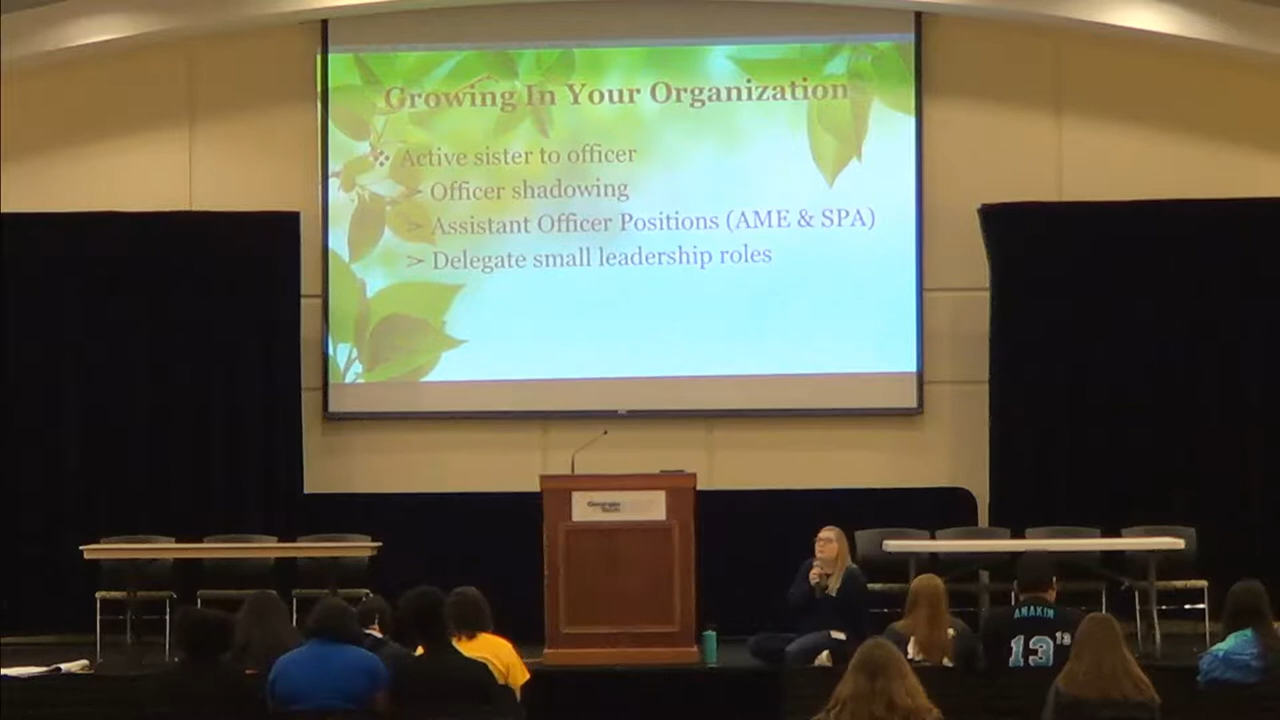 Growing In Your Organization
❖ Active sister to officer
➢ Officer shadowing
➢ Assistant Officer Positions (AME & SPA)
➢ Delegate small leadership roles
ANAKIN
13 13